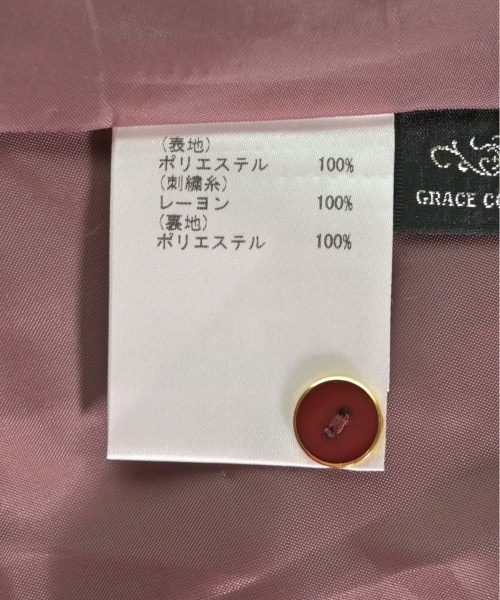 (表地)
ポリエステル 100%
(刺繍糸)
レーヨン 100%
(裏地)
ポリエステル 100%
GRACE CO